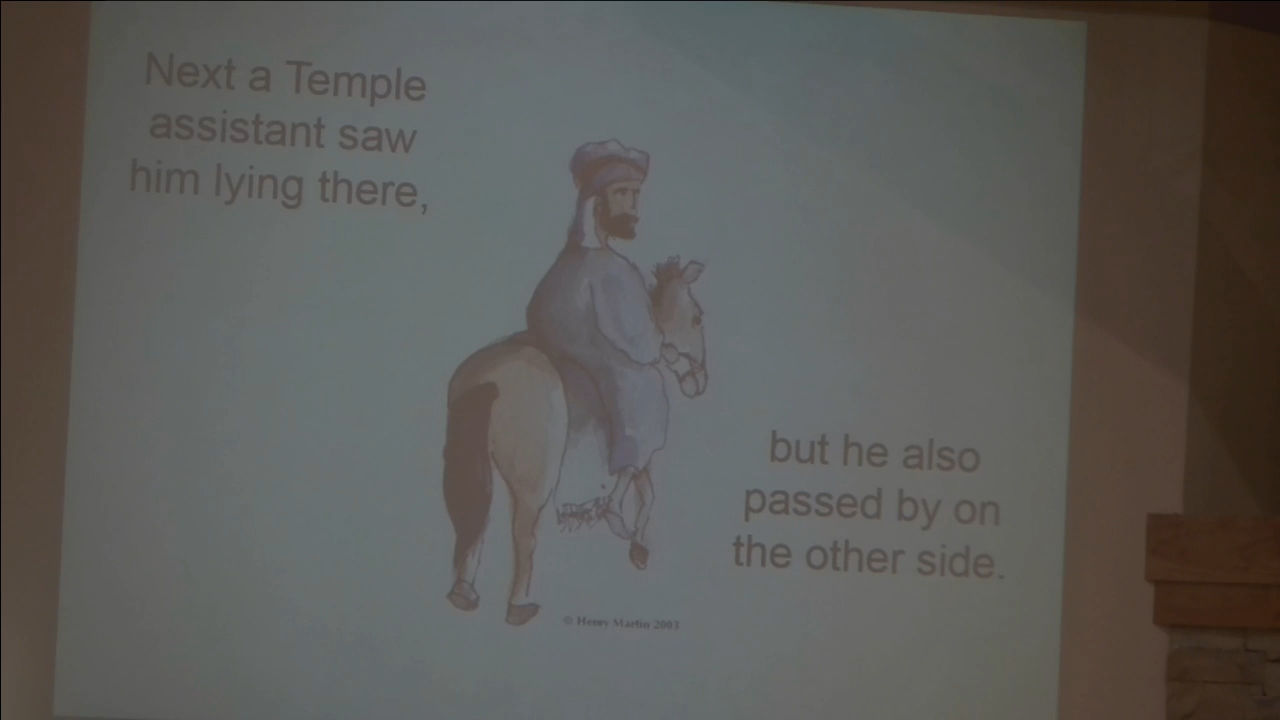 Next a Temple
assistant saw
him lying there,
but he also
passed by on
the other side.
© Henry Martin 2003